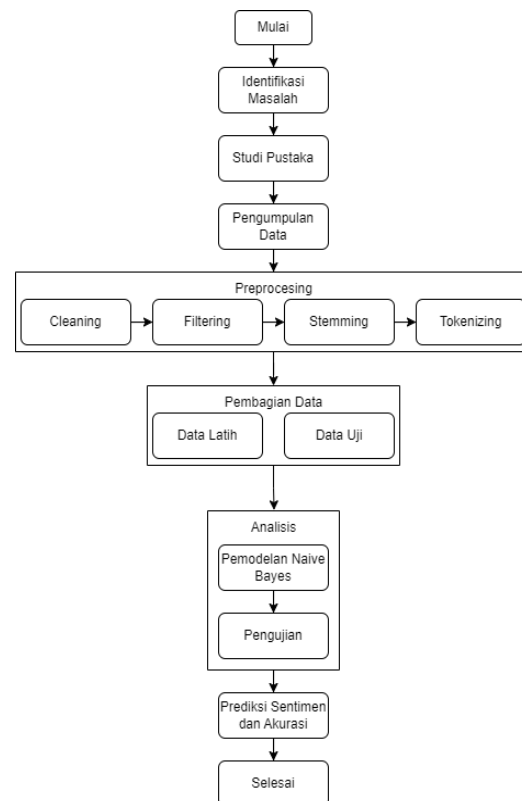 Mulai
Identifikasi
Masalah
Studi Pustaka
Pengumpulan
Data
Preprocesing
Cleaning
Filtering
Stemming
Tokenizing
Pembagian Data
Data Latih
Data Uji
Analisis
Pemodelan Naive
Bayes
Pengujian
Prediksi Sentimen
dan Akurasi
Selesai